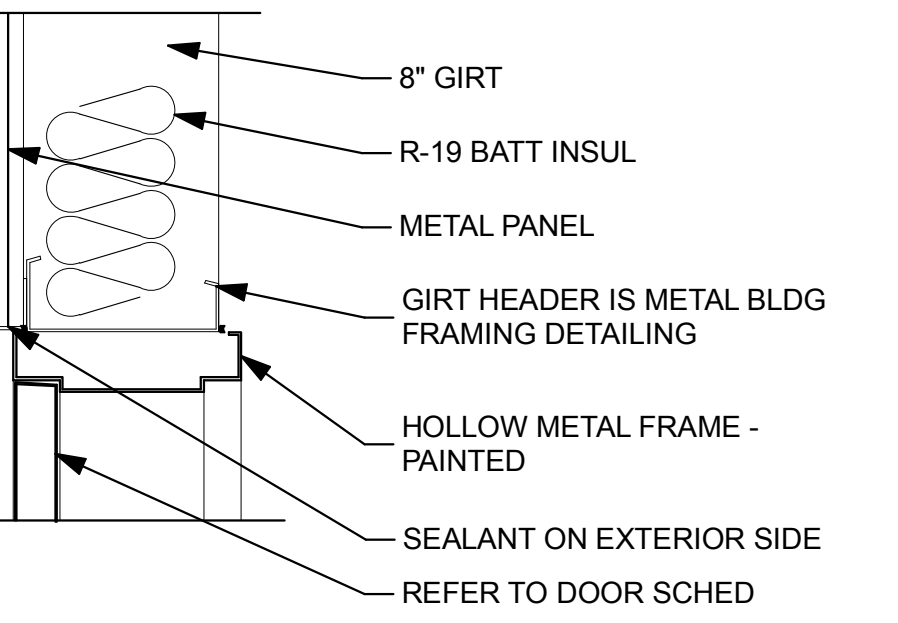 8" GIRT
R-19 BATT INSUL
METAL PANEL
GIRT HEADER IS METAL BLDG
FRAMING DETAILING
HOLLOW METAL FRAME -
PAINTED
SEALANT ON EXTERIOR SIDE
REFER TO DOOR SCHED